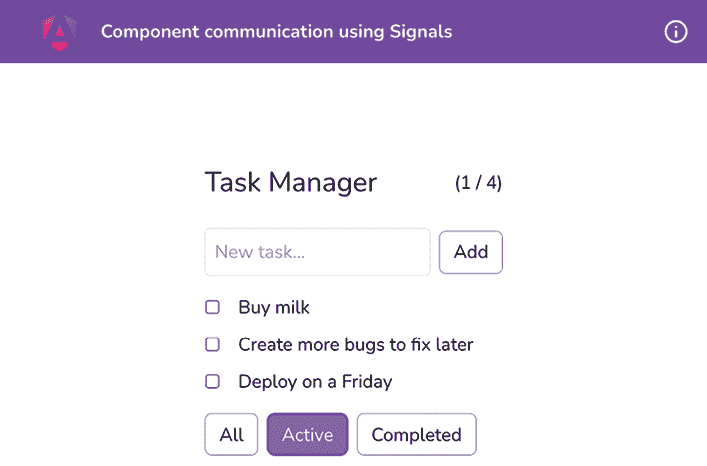 Component communication using Signals
Task Manager (1 / 4)
New task... Add
Buy milk
Create more bugs to fix later
Deploy on a Friday
All Active Completed